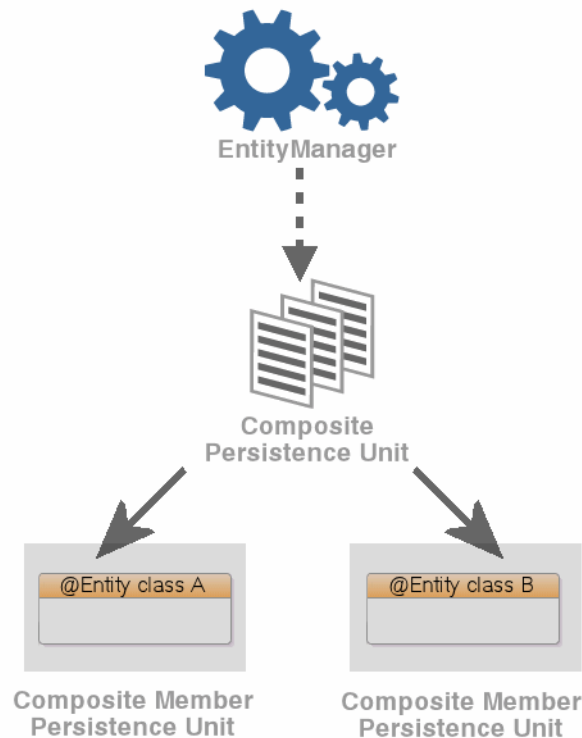 EntityManager
Composite
Persistence Unit
@Entity class A
@Entity class B
Composite Member
Persistence Unit
Composite Member
Persistence Unit